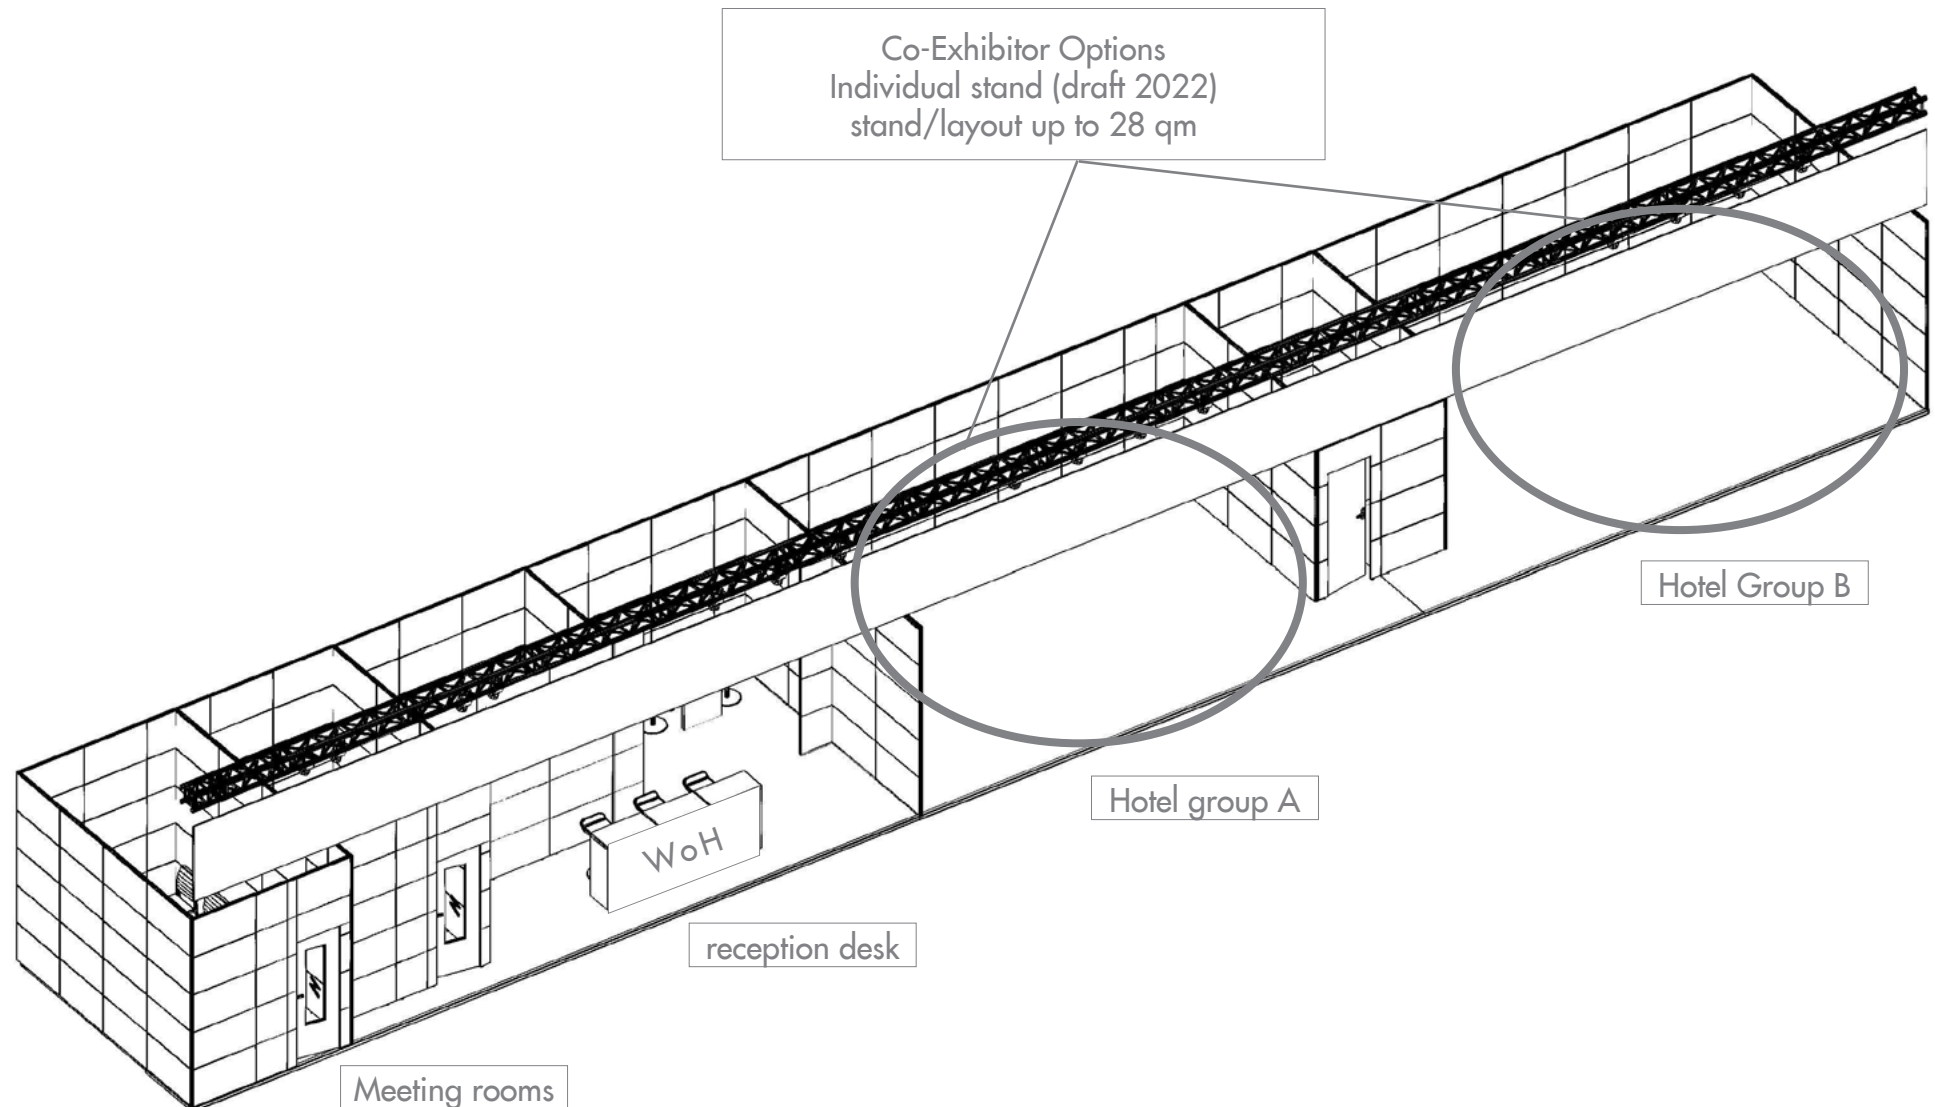 Co-Exhibitor Options
Individual stand (draft 2022)
stand/layout up to 28 qm
Hotel Group B
Hotel group A
WoH
reception desk
Meeting rooms